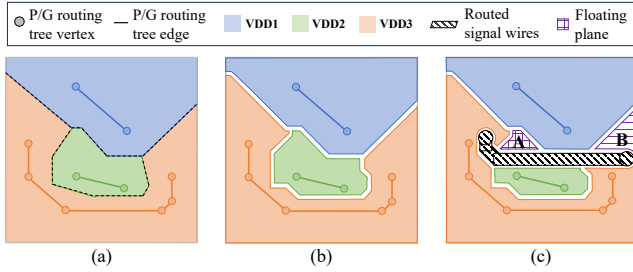 P/G routing tree vertex
P/G routing tree edge
VDD1
VDD2
VDD3
Routed signal wires
Floating plane
A
B
(a)
(b)
(c)